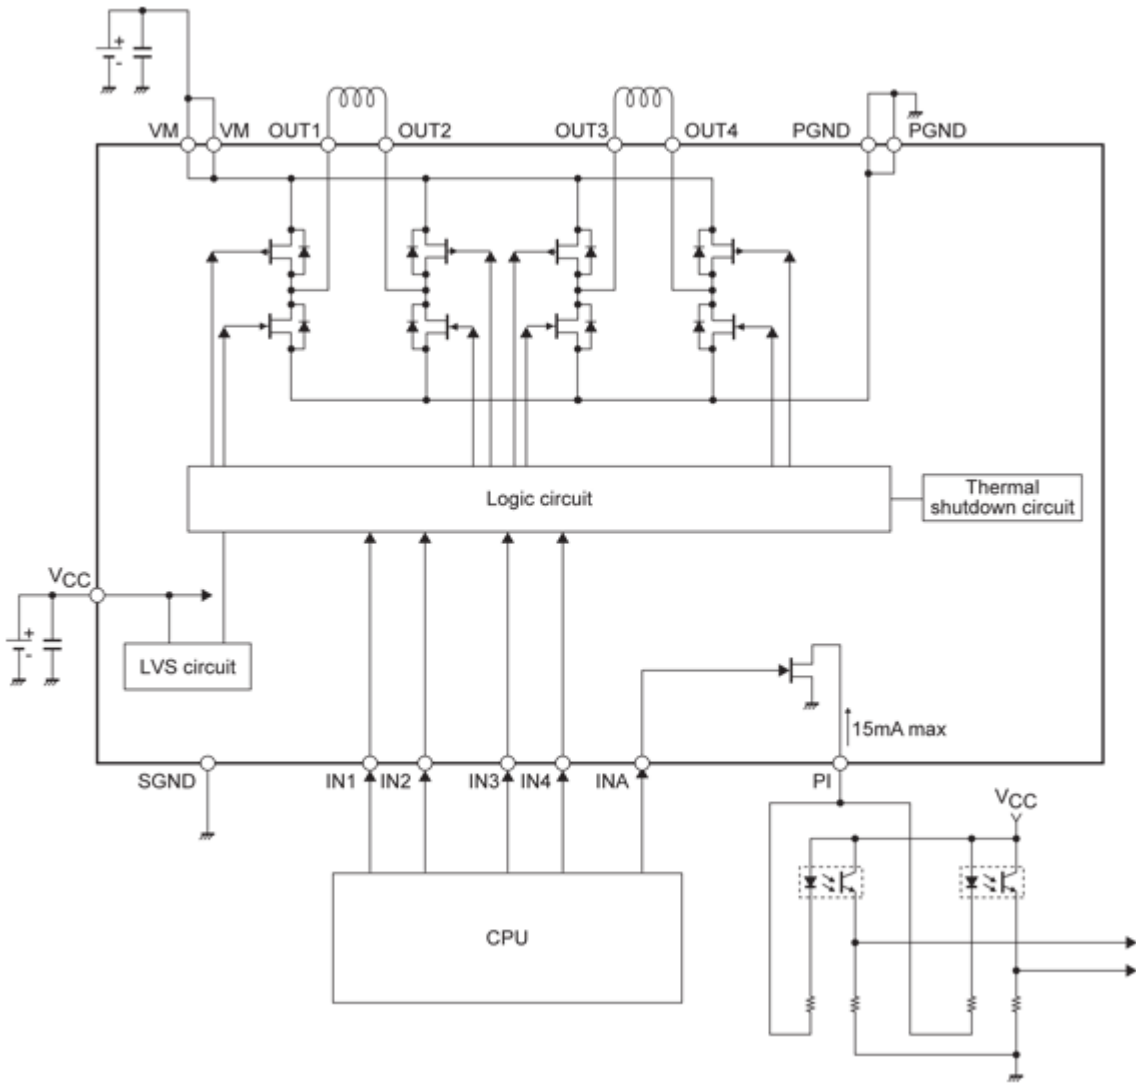 +
-
VM
VM
OUT1
OUT2
OUT3
OUT4
PGND
PGND
Logic circuit
Thermal
shutdown circuit
VCC
+
-
LVS circuit
15mA max
SGND
IN1
IN2
IN3
IN4
INA
PI
VCC
CPU